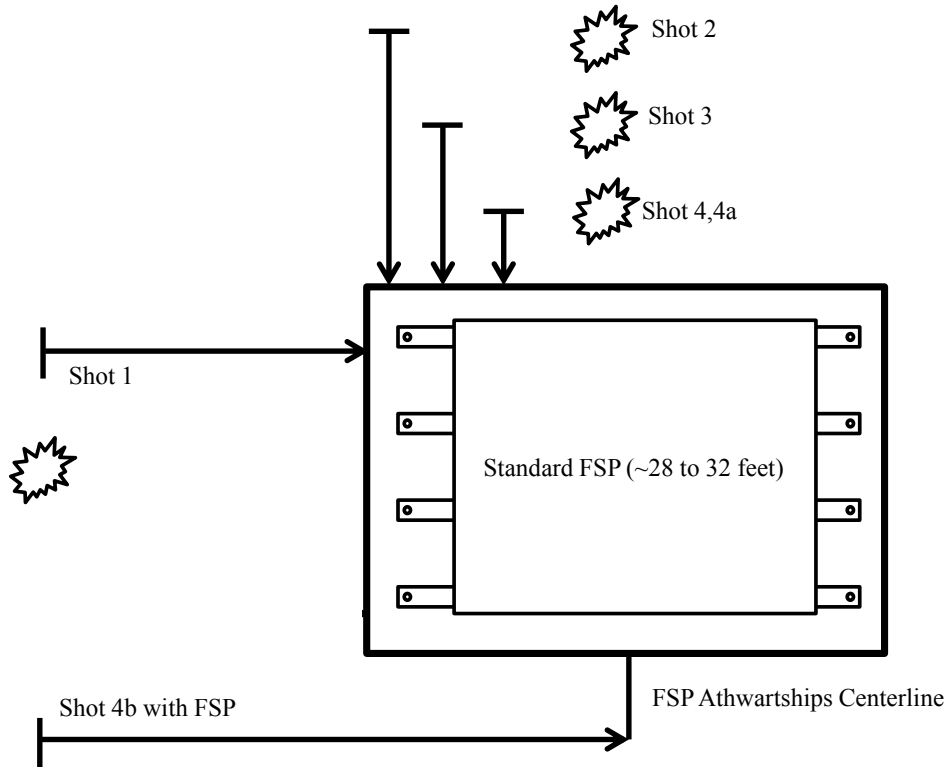 Shot 2
Shot 3
Shot 4,4a
Shot 1
Standard FSP (~28 to 32 feet)
Shot 4b with FSP
FSP Athwartships Centerline